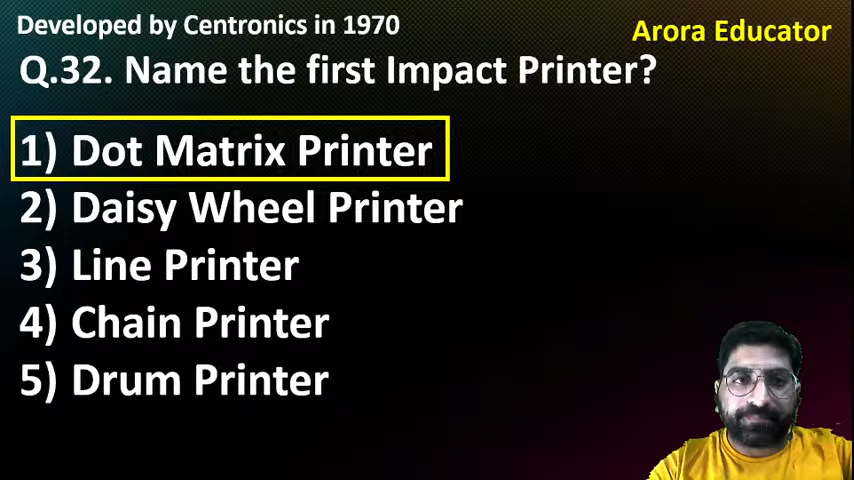 Developed by Centronics in 1970
Arora Educator
Q.32. Name the first Impact Printer?
1) Dot Matrix Printer
2) Daisy Wheel Printer
3) Line Printer
4) Chain Printer
5) Drum Printer